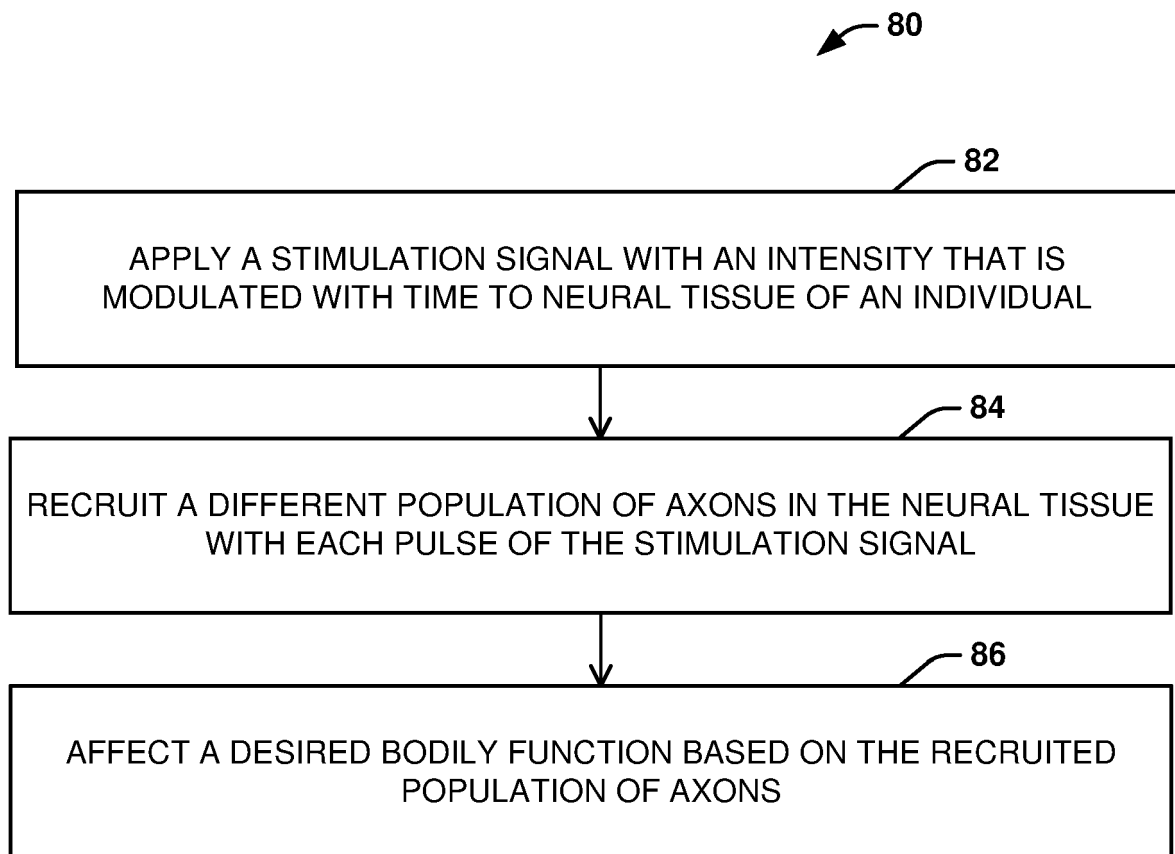 80
82
APPLY A STIMULATION SIGNAL WITH AN INTENSITY THAT IS
MODULATED WITH TIME TO NEURAL TISSUE OF AN INDIVIDUAL
84
RECRUIT A DIFFERENT POPULATION OF AXONS IN THE NEURAL TISSUE
WITH EACH PULSE OF THE STIMULATION SIGNAL
86
AFFECT A DESIRED BODILY FUNCTION BASED ON THE RECRUITED
POPULATION OF AXONS